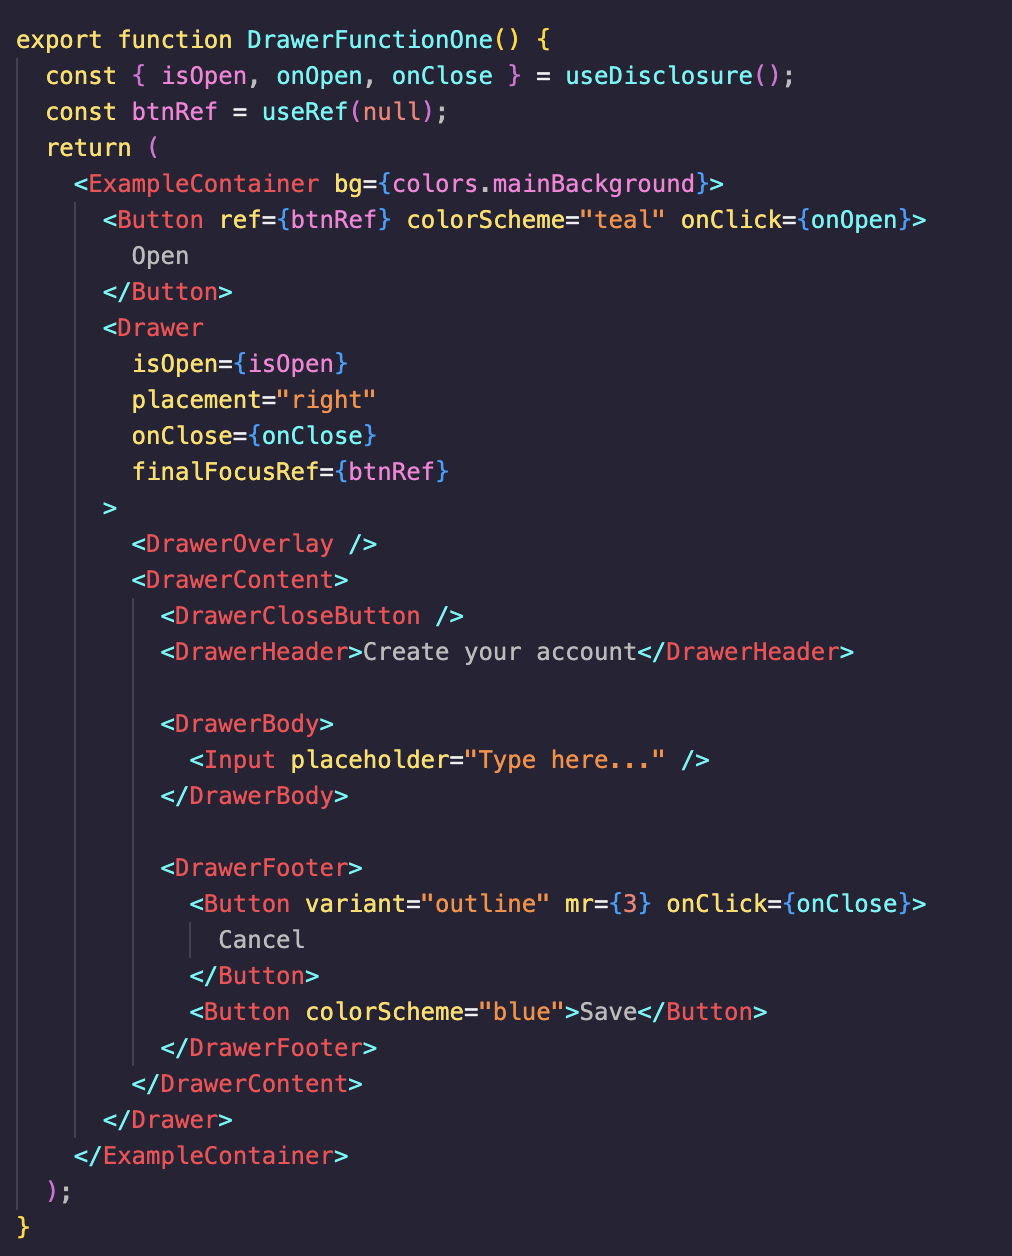 export function DrawerFunctionOne() {
  const { isOpen, onOpen, onClose } = useDisclosure();
  const btnRef = useRef(null);
  return (
    <ExampleContainer bg={colors.mainBackground}>
      <Button ref={btnRef} colorScheme="teal" onClick={onOpen}>
        Open
      </Button>
      <Drawer
        isOpen={isOpen}
        placement="right"
        onClose={onClose}
        finalFocusRef={btnRef}
      >
        <DrawerOverlay />
        <DrawerContent>
          <DrawerCloseButton />
          <DrawerHeader>Create your account</DrawerHeader>

          <DrawerBody>
            <Input placeholder="Type here..." />
          </DrawerBody>

          <DrawerFooter>
            <Button variant="outline" mr={3} onClick={onClose}>
              Cancel
            </Button>
            <Button colorScheme="blue">Save</Button>
          </DrawerFooter>
        </DrawerContent>
      </Drawer>
    </ExampleContainer>
  );
}